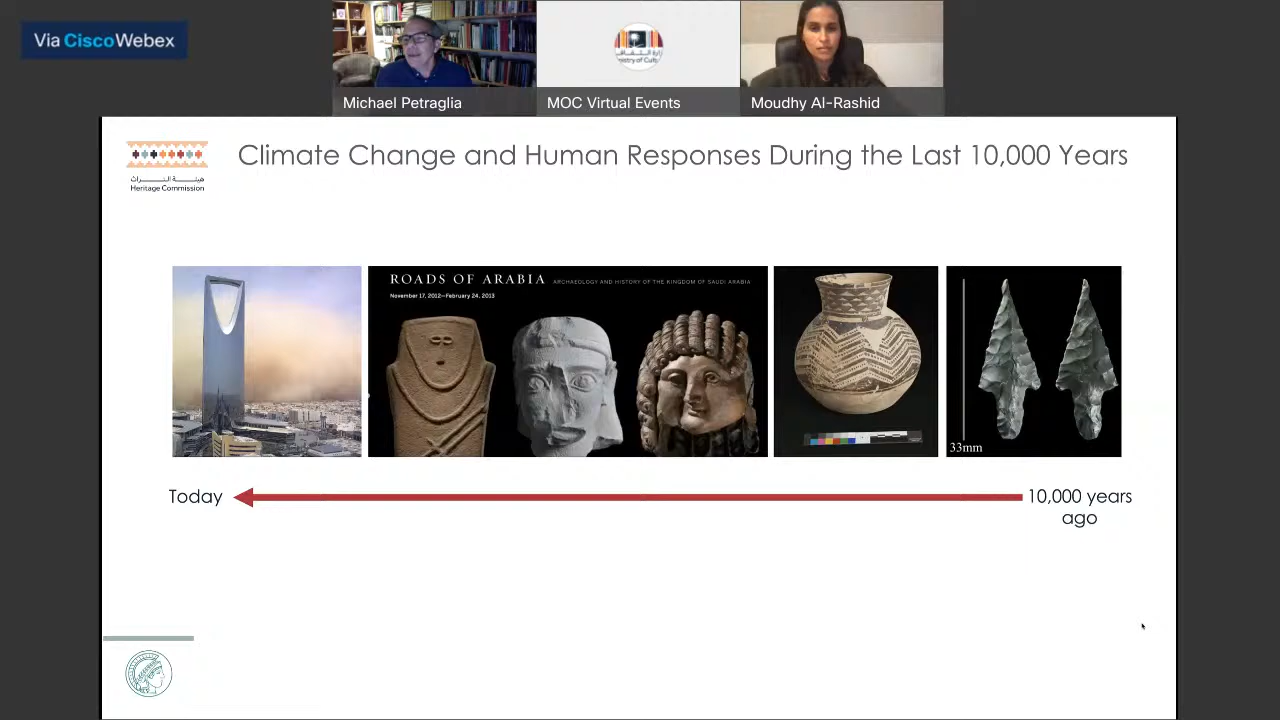 Via Cisco Webex
Michael Petraglia
MOC Virtual Events
Moudhy Al-Rashid
هيئة التراث
Heritage Commission
Climate Change and Human Responses During the Last 10,000 Years
ROADS OF ARABIA ARCHAEOLOGY AND HISTORY OF THE KINGDOM OF SAUDI ARABIA
November 17, 2012—February 24, 2013
33mm
Today
10,000 years
ago